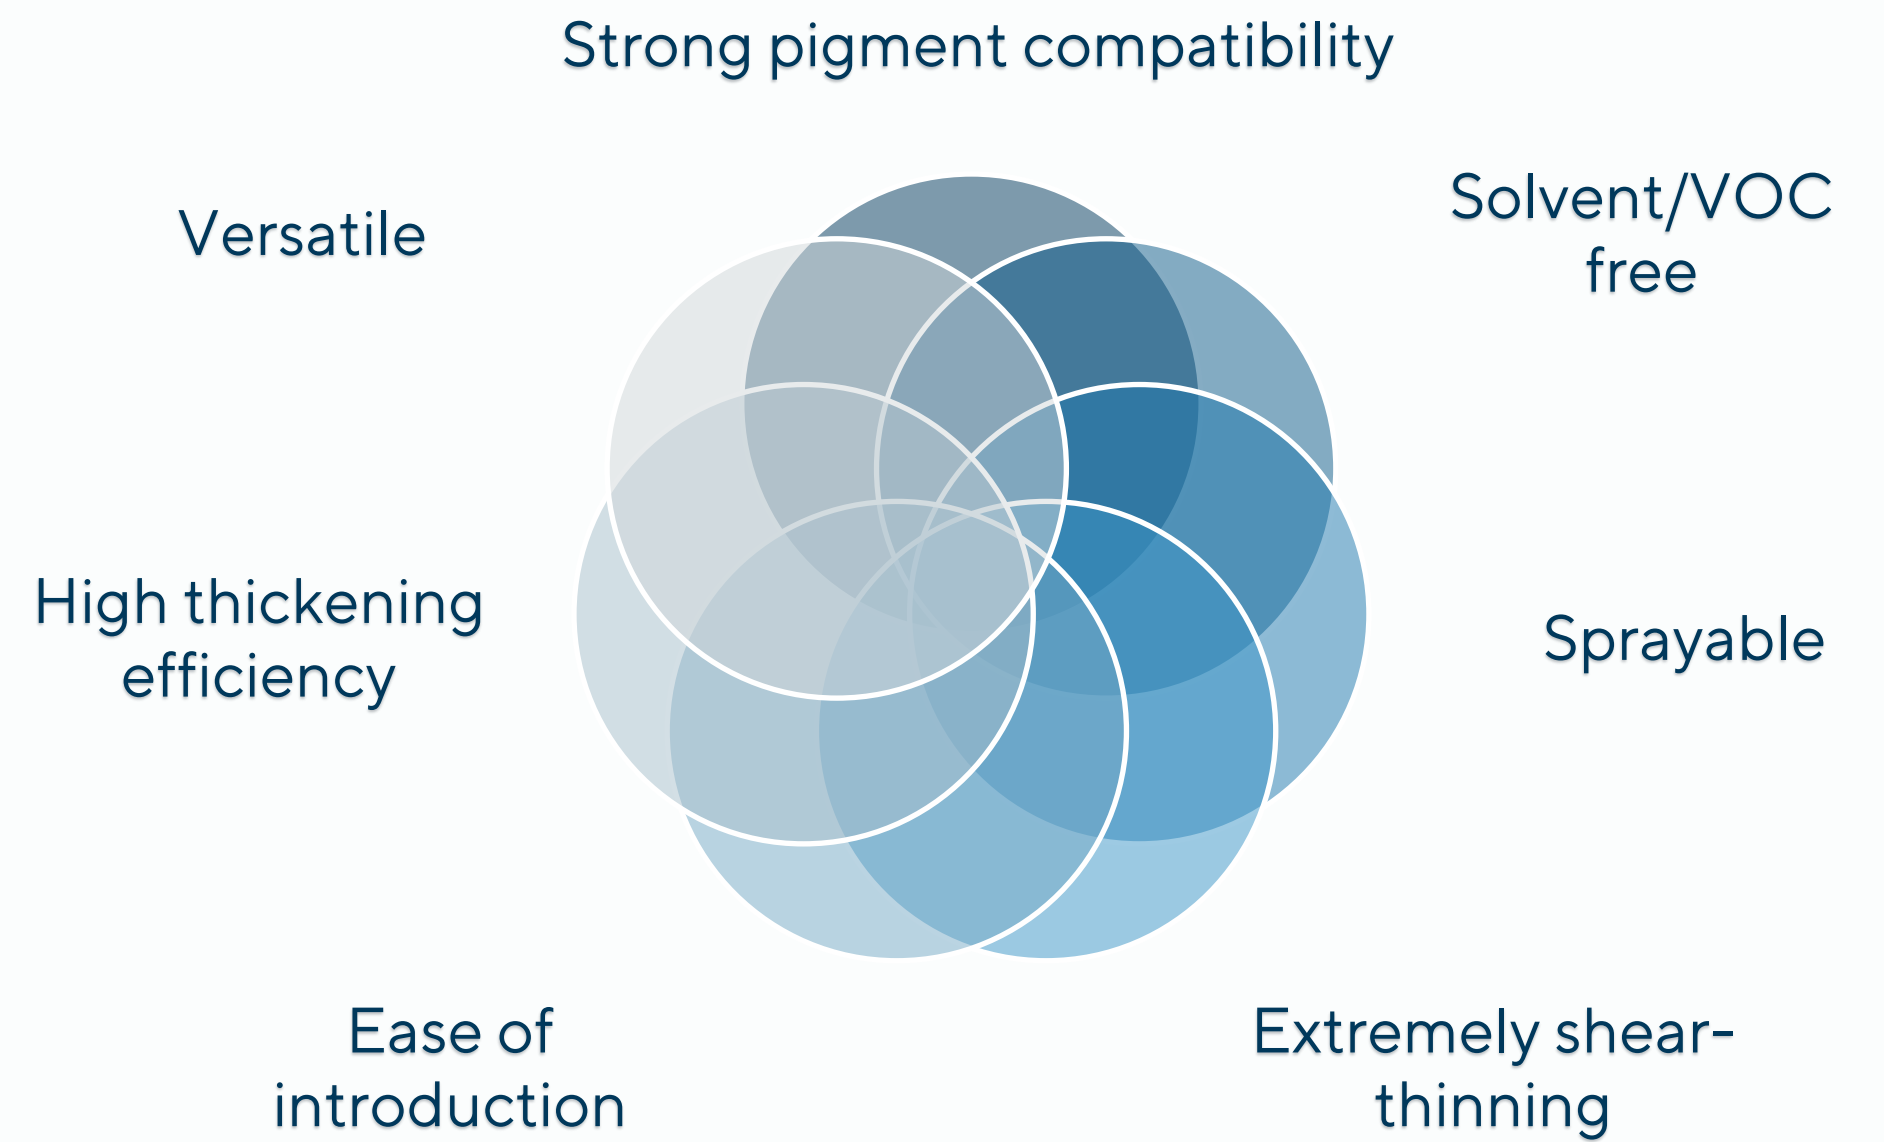 Strong pigment compatibility
Versatile
Solvent/VOC
free
High thickening
efficiency
Sprayable
Ease of
introduction
Extremely shear-
thinning